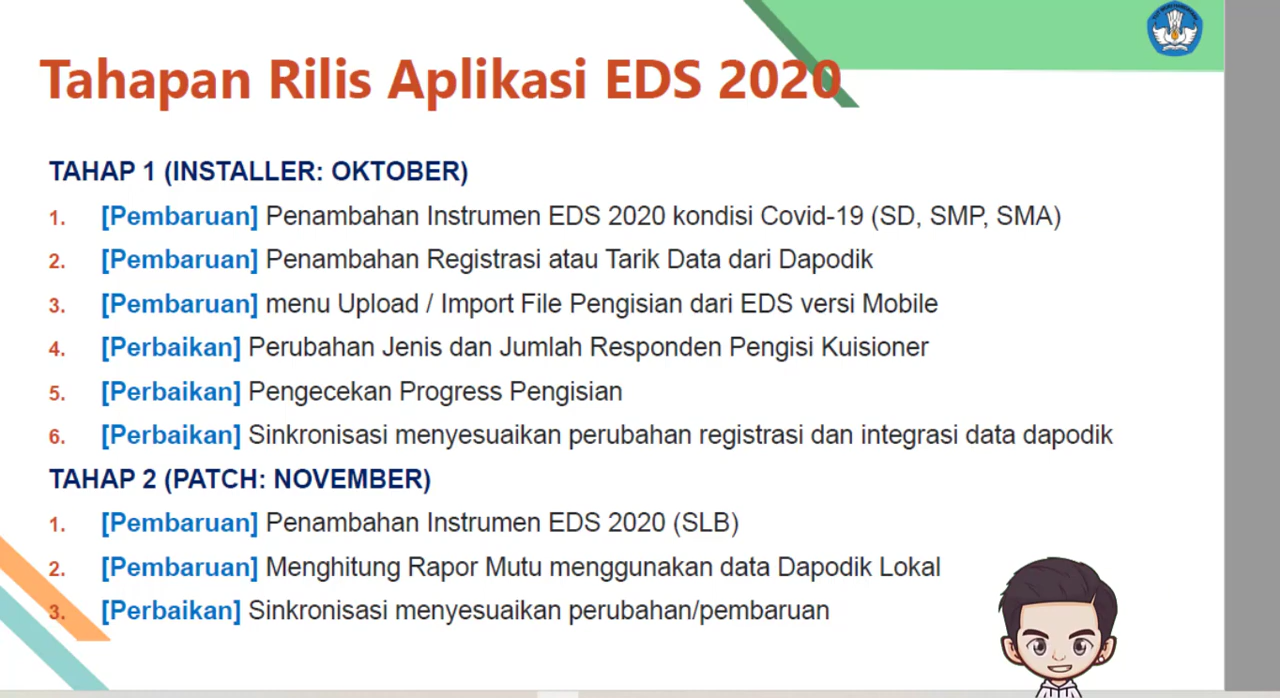 Tahapan Rilis Aplikasi EDS 2020
TAHAP 1 (INSTALLER: OKTOBER)
1. [Pembaruan] Penambahan Instrumen EDS 2020 kondisi Covid-19 (SD, SMP, SMA)
2. [Pembaruan] Penambahan Registrasi atau Tarik Data dari Dapodik
3. [Pembaruan] menu Upload / Import File Pengisian dari EDS versi Mobile
4. [Perbaikan] Perubahan Jenis dan Jumlah Responden Pengisi Kuisioner
5. [Perbaikan] Pengecekan Progress Pengisian
6. [Perbaikan] Sinkronisasi menyesuaikan perubahan registrasi dan integrasi data dapodik
TAHAP 2 (PATCH: NOVEMBER)
1. [Pembaruan] Penambahan Instrumen EDS 2020 (SLB)
2. [Pembaruan] Menghitung Rapor Mutu menggunakan data Dapodik Lokal
3. [Perbaikan] Sinkronisasi menyesuaikan perubahan/pembaruan